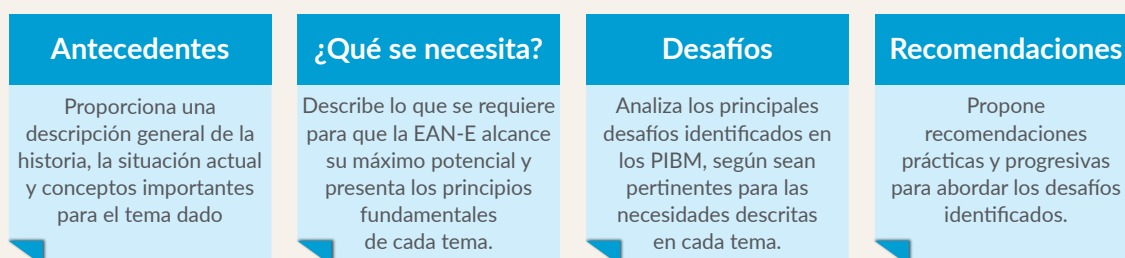 Antecedentes
Proporciona una
descripción general de la
historia, la situación actual
y conceptos importantes
para el tema dado
¿Qué se necesita?
Describe lo que se requiere
para que la EAN-E alcance
su máximo potencial y
presenta los principios
fundamentales
de cada tema.
Desafíos
Analiza los principales
desafíos identificados en
los PIBM, según sean
pertinentes para las
necesidades descritas
en cada tema.
Recomendaciones
Propone
recomendaciones
prácticas y progresivas
para abordar los desafíos
identificados.